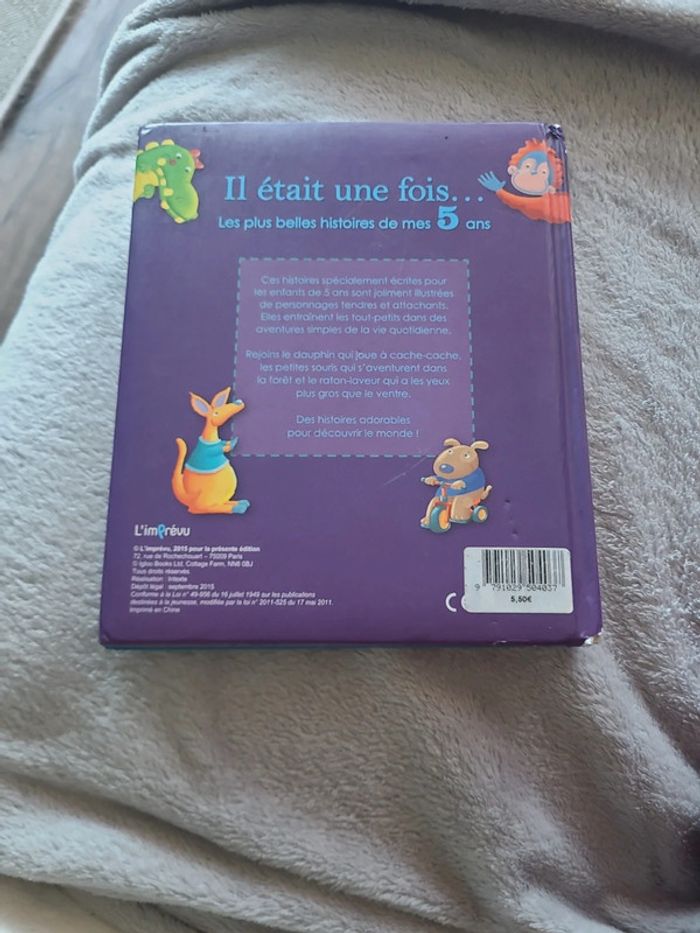 Il était une fois...
Les plus belles histoires de mes 5 ans
Ces histoires spécialement écrites pour
les enfants de 5 ans sont joliment illustrées
de personnages tendres et attachants.
Elles entraînent les tout-petits dans des
aventures simples de la vie quotidienne.
Rejoins le dauphin qui joue à cache-cache,
les petites souris qui s'aventurent dans
la forêt et le raton-laveur qui a les yeux
plus gros que le ventre.
Des histoires adorables
pour découvrir le monde !
L'imPrévu
© L'imprévu, 2015 pour la présente édition
72, rue de Rochechouart – 75009 Paris
© Igloo Books Ltd, Cottage Farm, NN6 0BJ
Tous droits réservés
Réalisation : Intexte
Dépôt légal : septembre 2015
Conforme à la Loi n° 49-956 du 16 juillet 1949 sur les publications
destinées à la jeunesse, modifiée par la loi n° 2011-525 du 17 mai 2011.
Imprimé en Chine
CE
9 791029 504037
5,50€